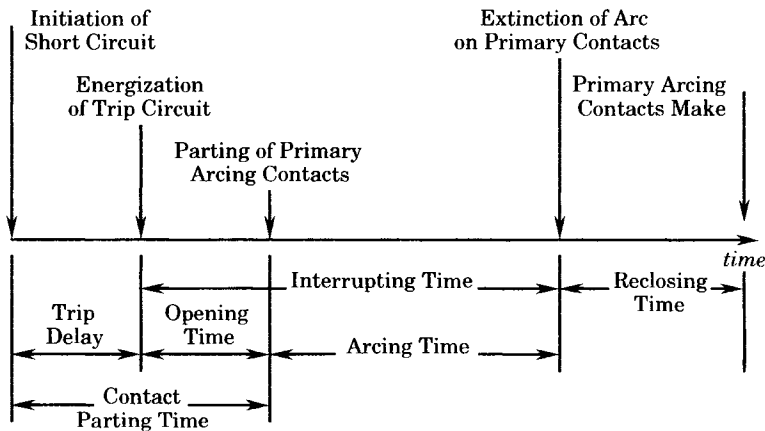 Initiation of
Short Circuit
Extinction of Arc
on Primary Contacts
Energization
of Trip Circuit
Primary Arcing
Contacts Make
Parting of Primary
Arcing Contacts
time
Interrupting Time
Reclosing
Time
Trip
Delay
Opening
Time
Arcing Time
Contact
Parting Time